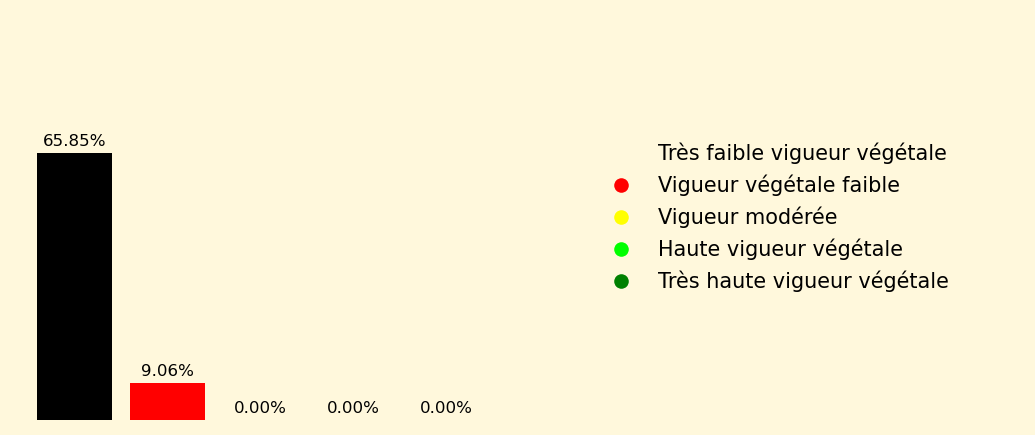 65.85%
9.06%
0.00%
0.00%
0.00%
Très faible vigueur végétale
Vigueur végétale faible
Vigueur modérée
Haute vigueur végétale
Très haute vigueur végétale